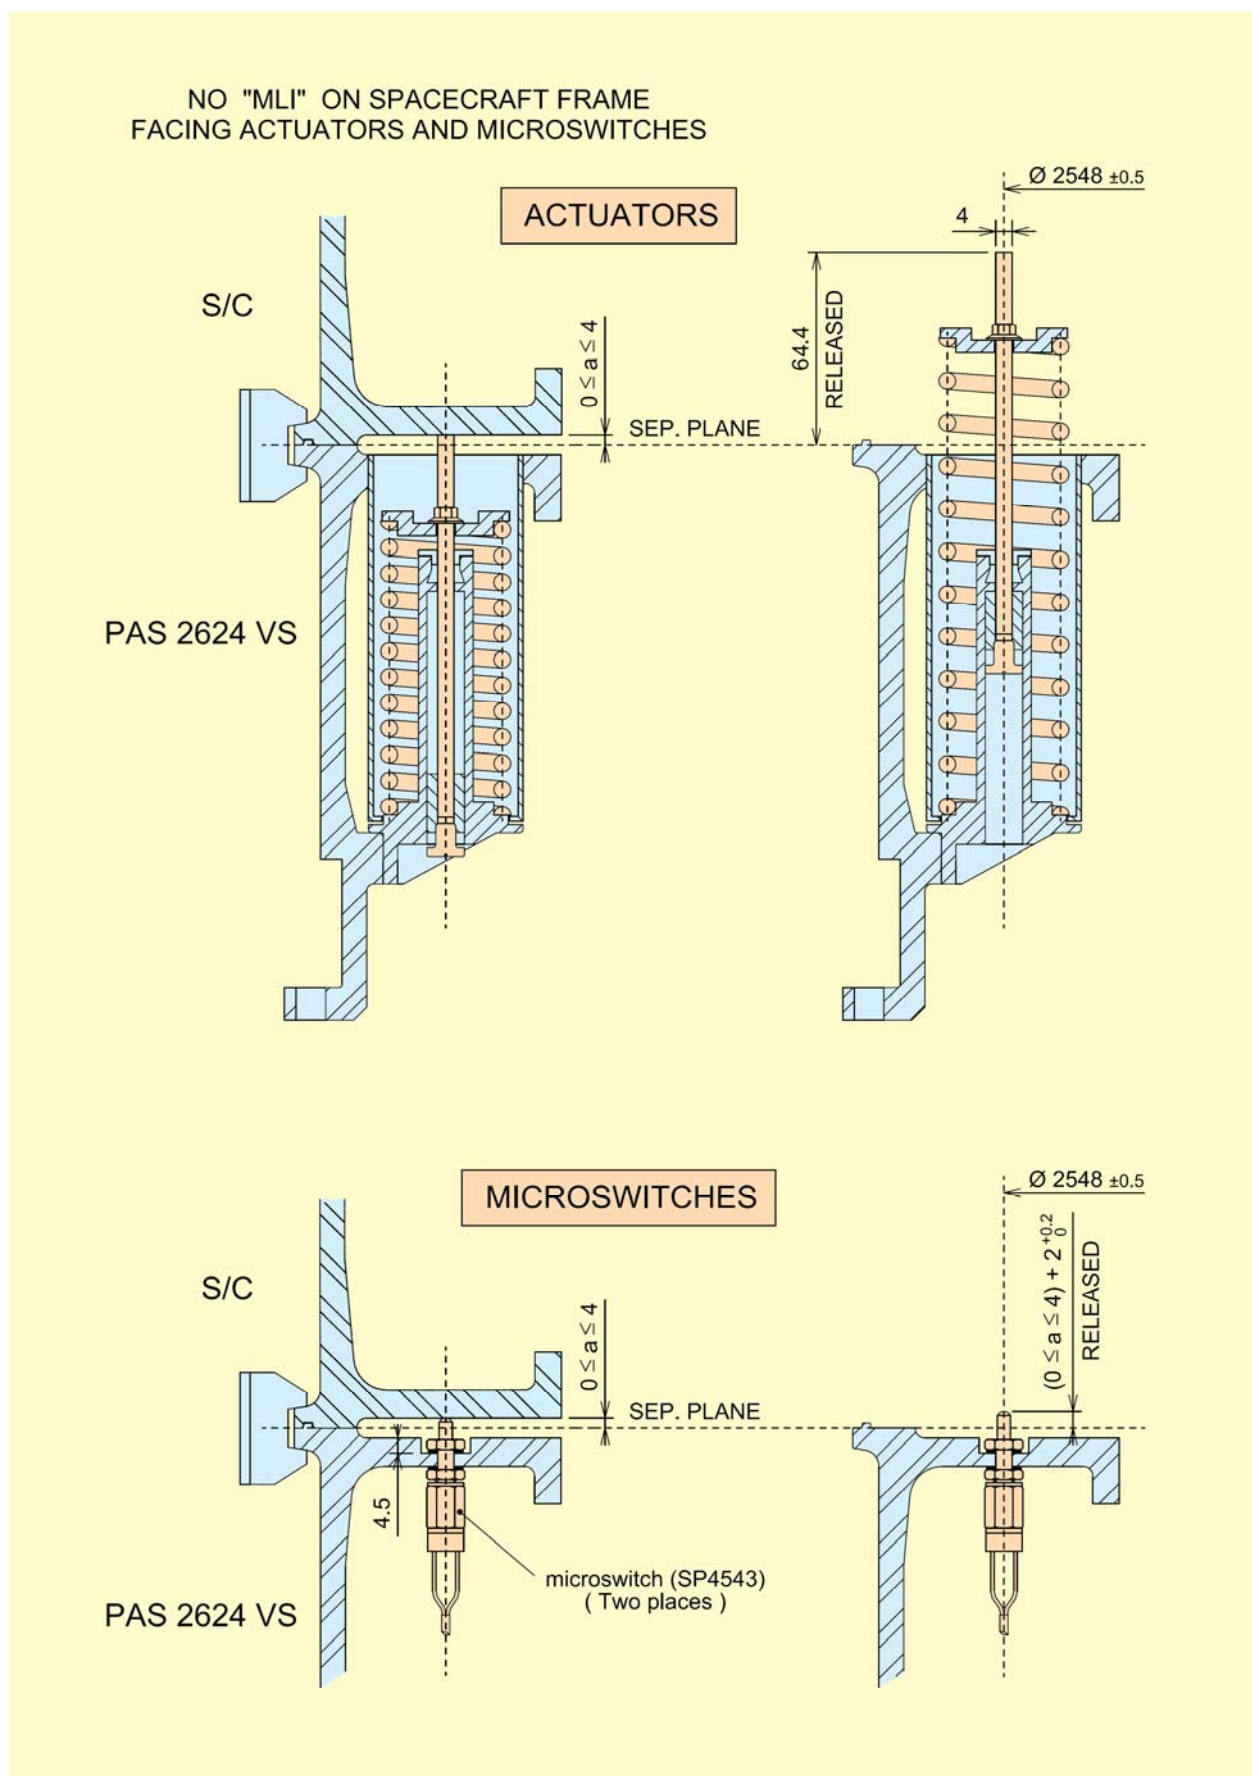 NO "MLI" ON SPACECRAFT FRAME
FACING ACTUATORS AND MICROSWITCHES
ACTUATORS
Ø 2548 ±0.5
4
S/C
0 ≤ a ≤ 4
64.4
RELEASED
SEP. PLANE
PAS 2624 VS
MICROSWITCHES
Ø 2548 ±0.5
S/C
0 ≤ a ≤ 4
(0 ≤ a ≤ 4) + 2 +0.2 0
RELEASED
SEP. PLANE
4.5
microswitch (SP4543)
( Two places )
PAS 2624 VS